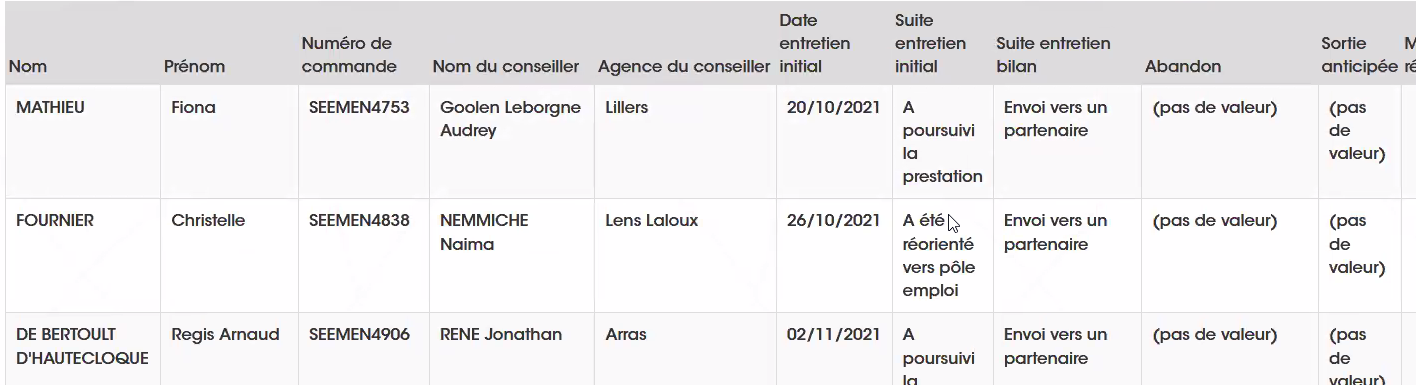 Nom Prénom Numéro de commande Nom du conseiller Agence du conseiller Date entretien initial Suite entretien initial Suite entretien bilan Abandon Sortie anticipée
MATHIEU Fiona SEEMEN4753 Goolen Leborgne Audrey Lillers 20/10/2021 A poursuivi la prestation Envoi vers un partenaire (pas de valeur) (pas de valeur)
FOURNIER Christelle SEEMEN4838 NEMMICHE Naima Lens Laloux 26/10/2021 A été réorienté vers pôle emploi Envoi vers un partenaire (pas de valeur) (pas de valeur)
DE BERTOULT D'HAUTECLOQUE Regis Arnaud SEEMEN4906 RENE Jonathan Arras 02/11/2021 A poursuivi la Envoi vers un partenaire (pas de valeur) (pas de valeur)